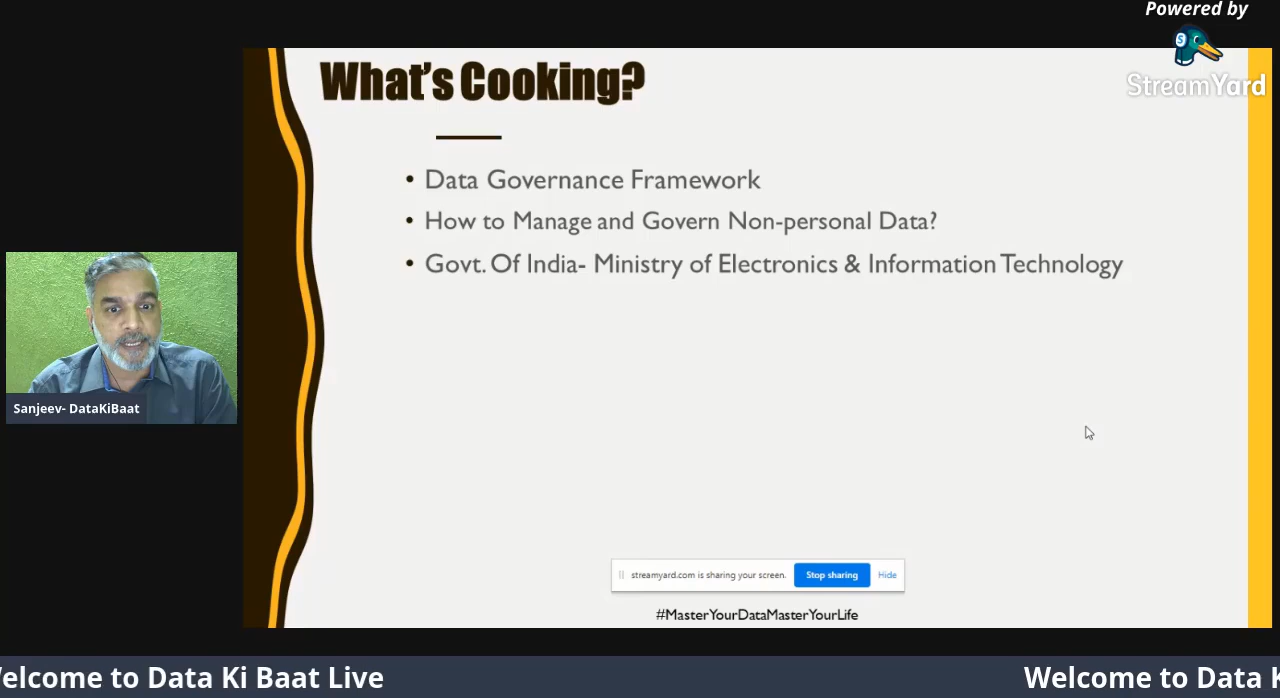 Powered by
StreamYard
What's Cooking?
• Data Governance Framework
• How to Manage and Govern Non-personal Data?
• Govt. Of India- Ministry of Electronics & Information Technology
Sanjeev- DataKiBaat
streamyard.com is sharing your screen. Stop sharing Hide
#MasterYourDataMasterYourLife
elcome to Data Ki Baat Live Welcome to Data K